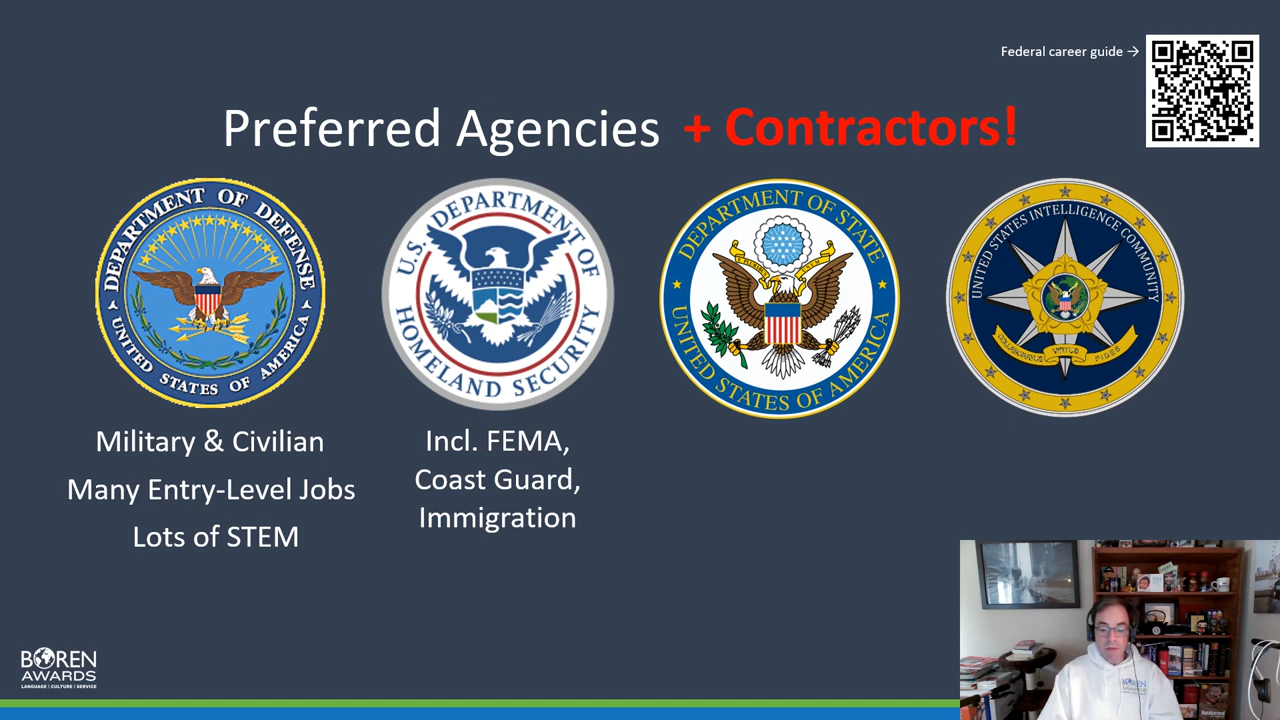 Federal career guide →
Preferred Agencies + Contractors!
DEPARTMENT OF DEFENSE
UNITED STATES OF AMERICA
U.S. DEPARTMENT OF
HOMELAND SECURITY
DEPARTMENT OF STATE
UNITED STATES OF AMERICA
UNITED STATES INTELLIGENCE COMMUNITY
Military & Civilian
Many Entry-Level Jobs
Lots of STEM
Incl. FEMA,
Coast Guard,
Immigration
BOREN
AWARDS
LANGUAGE | CULTURE | SERVICE
BOREN
AWARDS